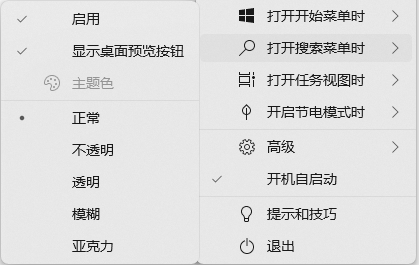 启用
显示桌面预览按钮
主题色
正常
不透明
透明
模糊
亚克力
打开开始菜单时
打开搜索菜单时
打开任务视图时
开启节电模式时
高级
开机自启动
提示和技巧
退出